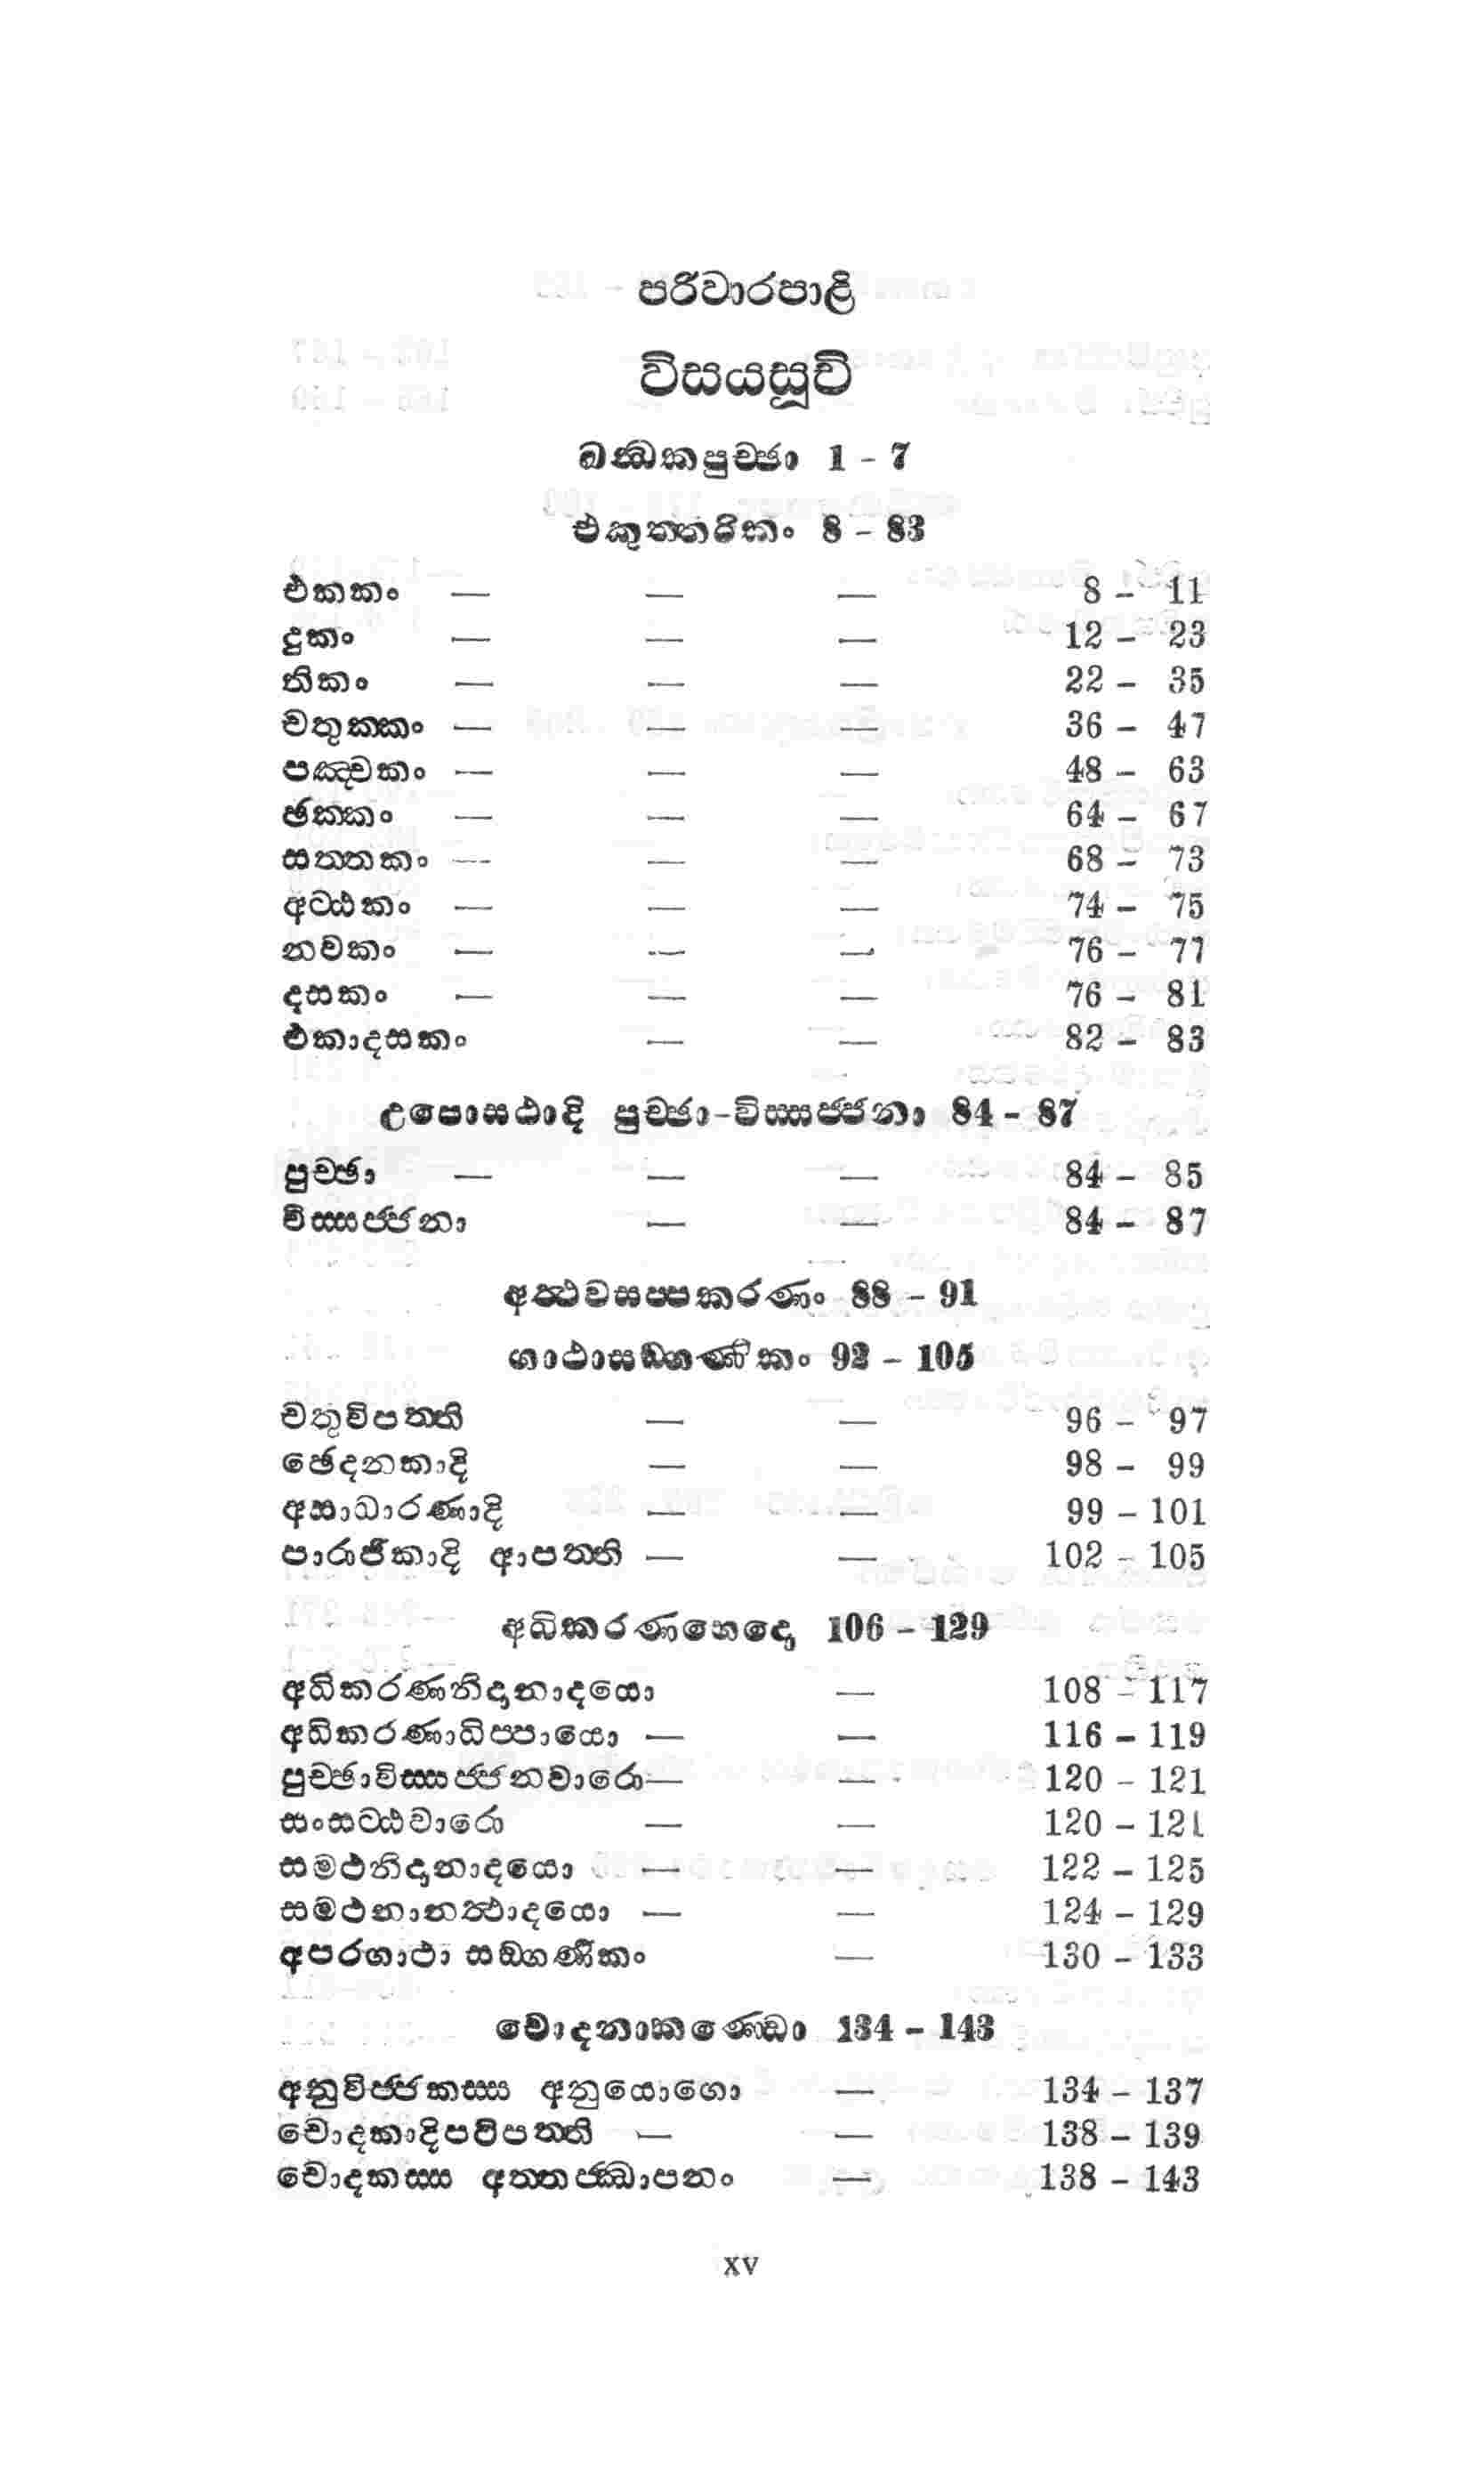 පරිවාරපාළි
විසයසූචි
ඛන්ධකපුච්ඡා 1 - 7
එකුත්තරිකං 8 - 83
එකකං — — — 8 - 11
දුකං — — — 12 - 23
තිකං — — — 22 - 35
චතුක්කං — — — 36 - 47
පඤ්චකං — — — 48 - 63
ඡක්කං — — — 64 - 67
සත්තකං — — — 68 - 73
අට්ඨකං — — — 74 - 75
නවකං — — — 76 - 77
දසකං — — — 76 - 81
එකාදසකං — — 82 - 83
උපොසථාදි පුච්ඡා-විස්සජ්ජනා 84 - 87
පුච්ඡා — — — 84 - 85
විස්සජ්ජනා — — 84 - 87
අත්ථවසප්පකරණං 88 - 91
ගාථාසඞ්ගණිකං 92 - 105
චතුවිපත්ති — — 96 - 97
ඡෙදනකාදි — — 98 - 99
අසාධාරණාදි — — 99 - 101
පාරාජිකාදි ආපත්ති — — 102 - 105
අධිකරණභෙදො 106 - 129
අධිකරණනිදානාදයො — 108 - 117
අධිකරණාධිප්පායො — — 116 - 119
පුච්ඡාවිස්සජ්ජනවාරො — — 120 - 121
සංසට්ඨවාරො — — 120 - 121
සමථනිදානාදයො — — 122 - 125
සමථනානත්ථාදයො — — 124 - 129
අපරගාථා සඞ්ගණිකං — 130 - 133
චොදනාකණ්ඩො 134 - 143
අනුවිජ්ජකස්ස අනුයොගො — 134 - 137
චොදකාදිපටිපත්ති — — 138 - 139
චොදකස්ස අත්තජ්ඣාපනං — 138 - 143
xv